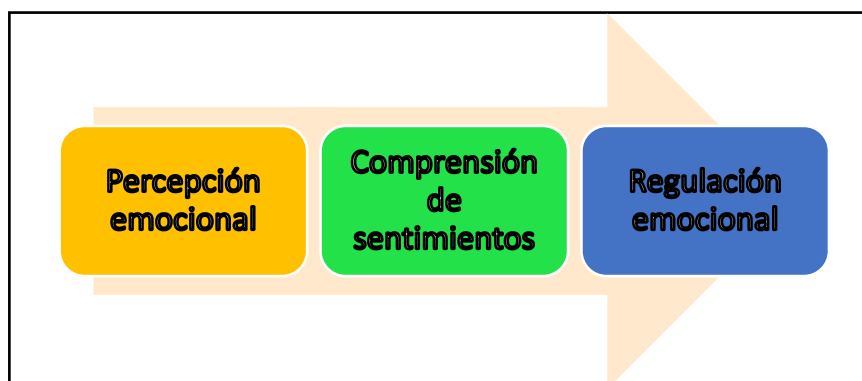 Percepción
emocional
Comprensión
de
sentimientos
Regulación
emocional